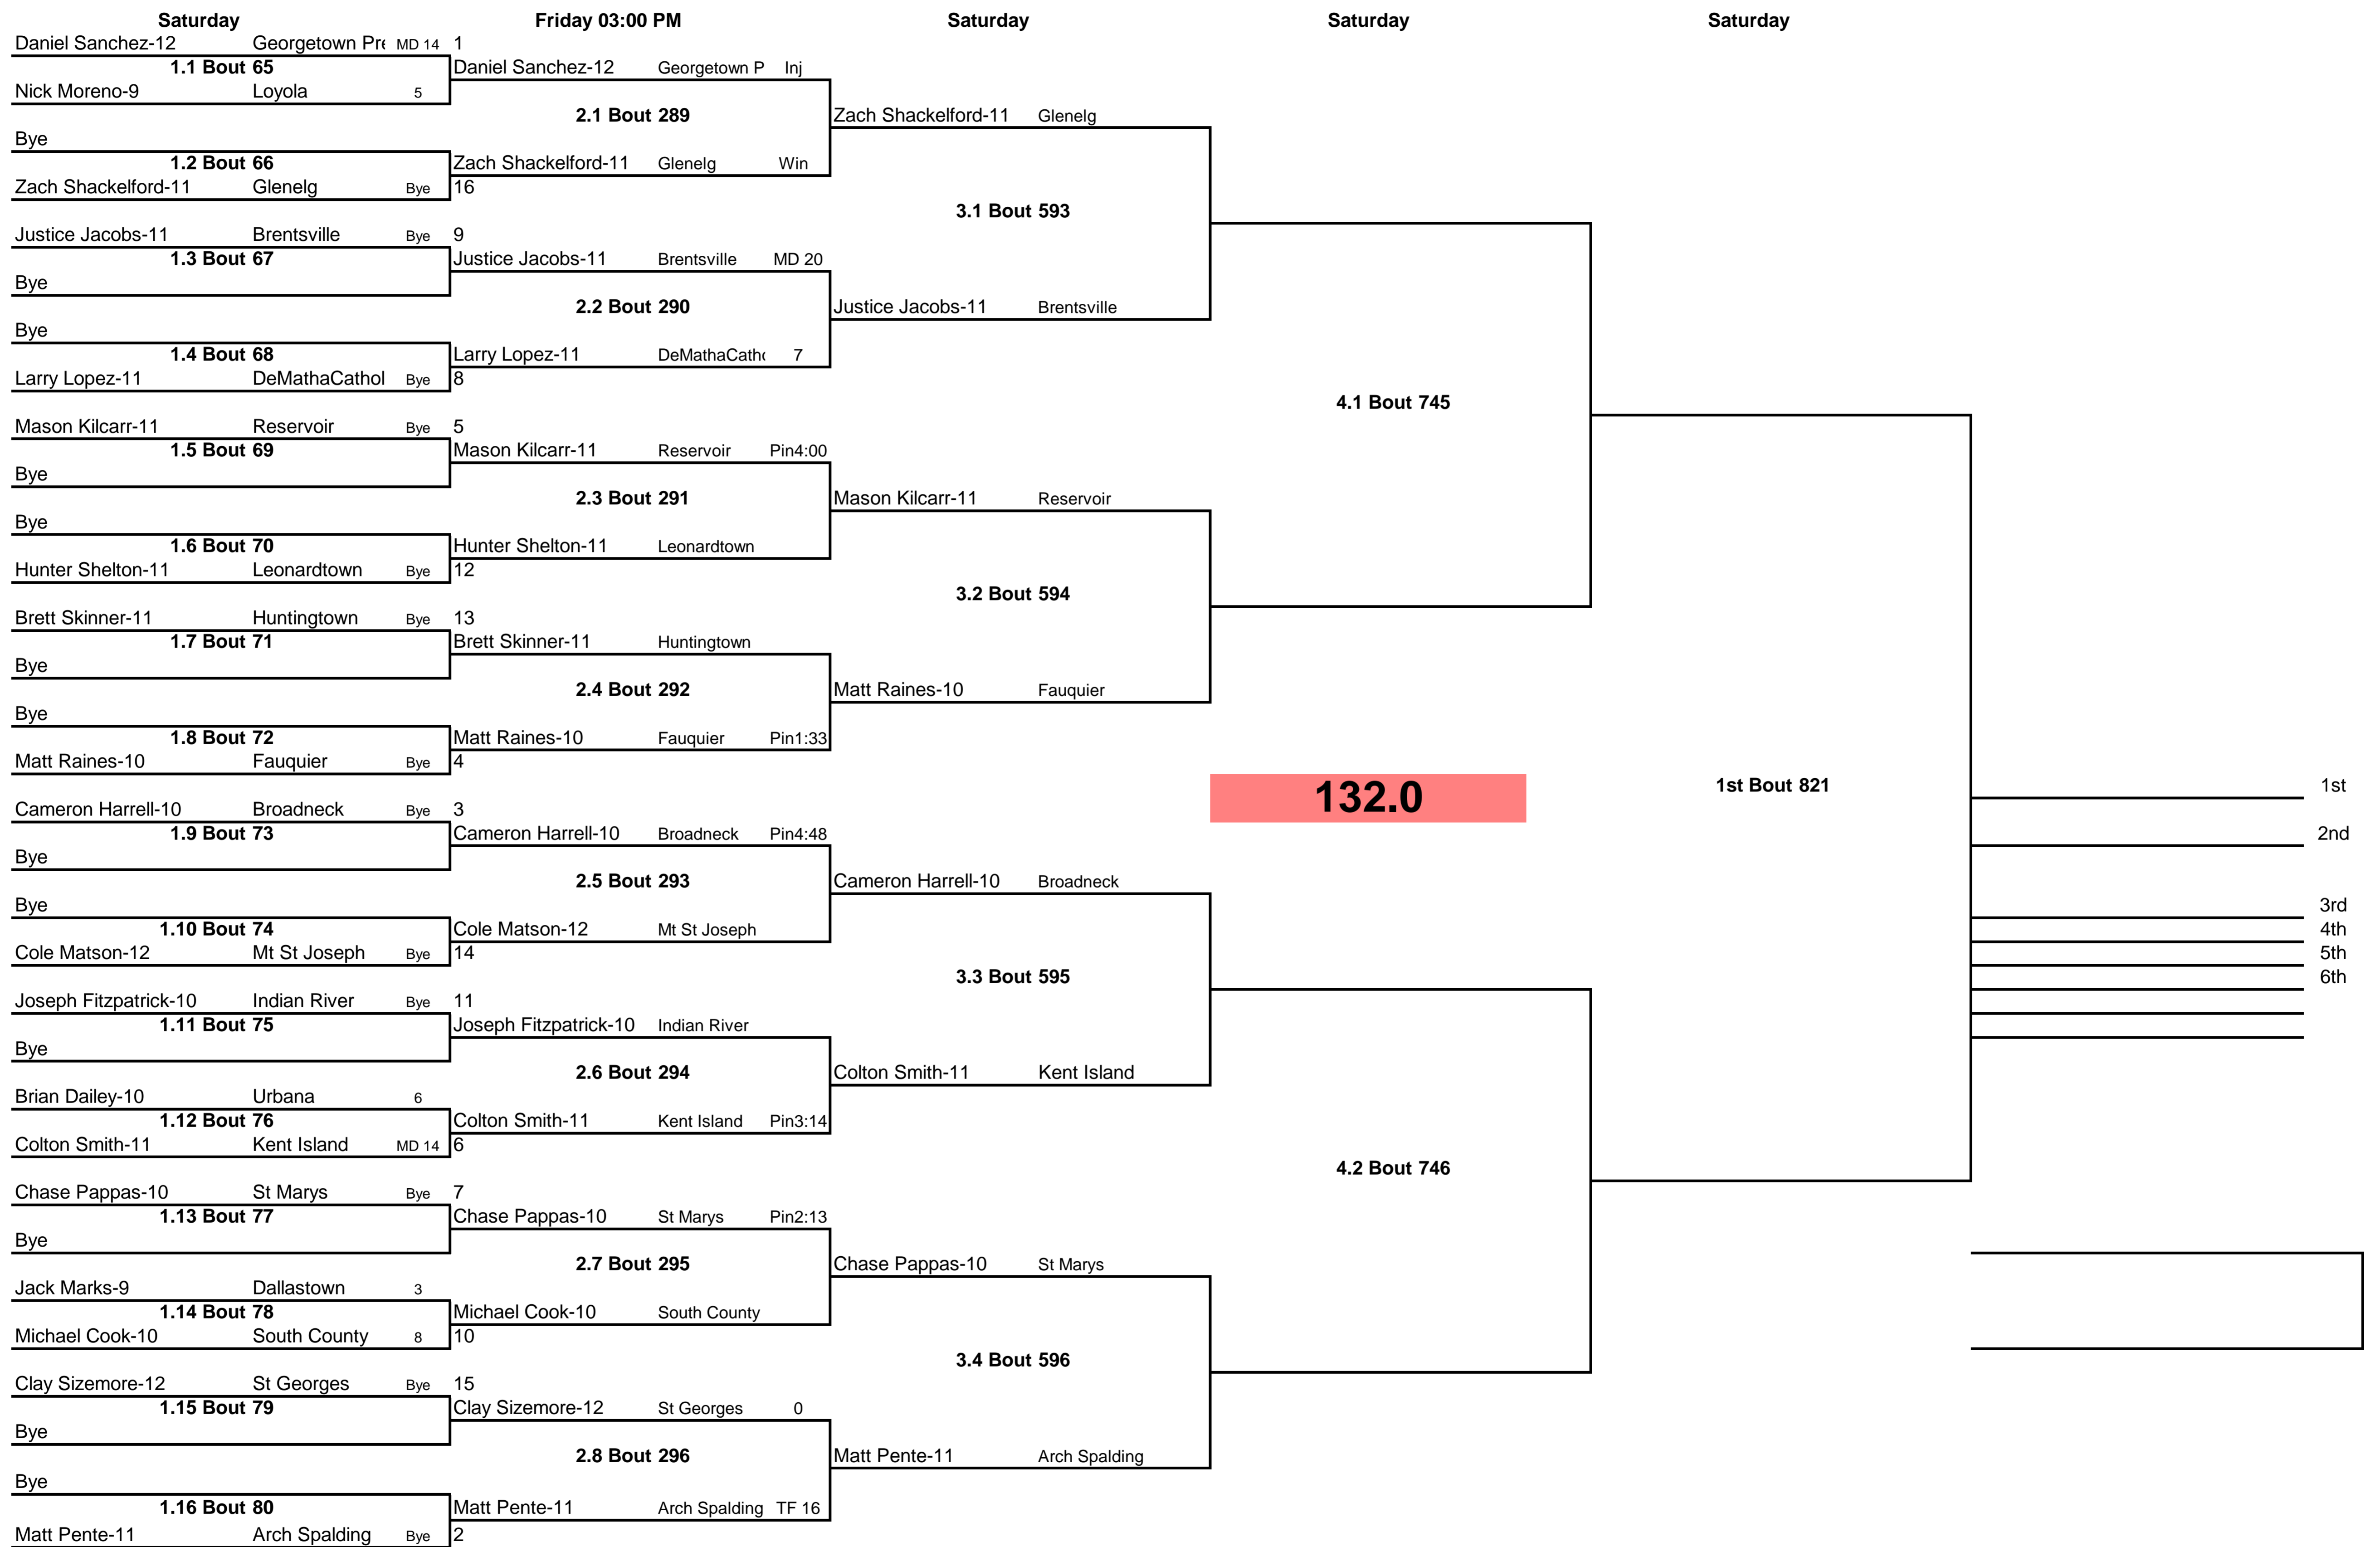 Saturday Friday 03:00 PM Saturday Saturday Saturday
Daniel Sanchez-12 Georgetown Pre MD 14 1
1.1 Bout 65 Daniel Sanchez-12 Georgetown P Inj
Nick Moreno-9 Loyola 5
2.1 Bout 289 Zach Shackelford-11 Glenelg
Bye
1.2 Bout 66 Zach Shackelford-11 Glenelg Win
Zach Shackelford-11 Glenelg Bye 16
3.1 Bout 593
Justice Jacobs-11 Brentsville Bye 9
1.3 Bout 67 Justice Jacobs-11 Brentsville MD 20
Bye
2.2 Bout 290 Justice Jacobs-11 Brentsville
Bye
1.4 Bout 68 Larry Lopez-11 DeMathaCath 7
Larry Lopez-11 DeMathaCathol Bye 8
4.1 Bout 745
Mason Kilcarr-11 Reservoir Bye 5
1.5 Bout 69 Mason Kilcarr-11 Reservoir Pin4:00
Bye
2.3 Bout 291 Mason Kilcarr-11 Reservoir
Bye
1.6 Bout 70 Hunter Shelton-11 Leonardtown
Hunter Shelton-11 Leonardtown Bye 12
3.2 Bout 594
Brett Skinner-11 Huntingtown Bye 13
1.7 Bout 71 Brett Skinner-11 Huntingtown
Bye
2.4 Bout 292 Matt Raines-10 Fauquier
Bye
1.8 Bout 72 Matt Raines-10 Fauquier Pin1:33
Matt Raines-10 Fauquier Bye 4
132.0 1st Bout 821 1st
Cameron Harrell-10 Broadneck Bye 3
1.9 Bout 73 Cameron Harrell-10 Broadneck Pin4:48 2nd
Bye
2.5 Bout 293 Cameron Harrell-10 Broadneck
Bye 3rd
1.10 Bout 74 Cole Matson-12 Mt St Joseph 4th
Cole Matson-12 Mt St Joseph Bye 14 5th
3.3 Bout 595 6th
Joseph Fitzpatrick-10 Indian River Bye 11
1.11 Bout 75 Joseph Fitzpatrick-10 Indian River
Bye
2.6 Bout 294 Colton Smith-11 Kent Island
Brian Dailey-10 Urbana 6
1.12 Bout 76 Colton Smith-11 Kent Island Pin3:14
Colton Smith-11 Kent Island MD 14 6
4.2 Bout 746
Chase Pappas-10 St Marys Bye 7
1.13 Bout 77 Chase Pappas-10 St Marys Pin2:13
Bye
2.7 Bout 295 Chase Pappas-10 St Marys
Jack Marks-9 Dallastown 3
1.14 Bout 78 Michael Cook-10 South County
Michael Cook-10 South County 8 10
3.4 Bout 596
Clay Sizemore-12 St Georges Bye 15
1.15 Bout 79 Clay Sizemore-12 St Georges 0
Bye
2.8 Bout 296 Matt Pente-11 Arch Spalding
Bye
1.16 Bout 80 Matt Pente-11 Arch Spalding TF 16
Matt Pente-11 Arch Spalding Bye 2